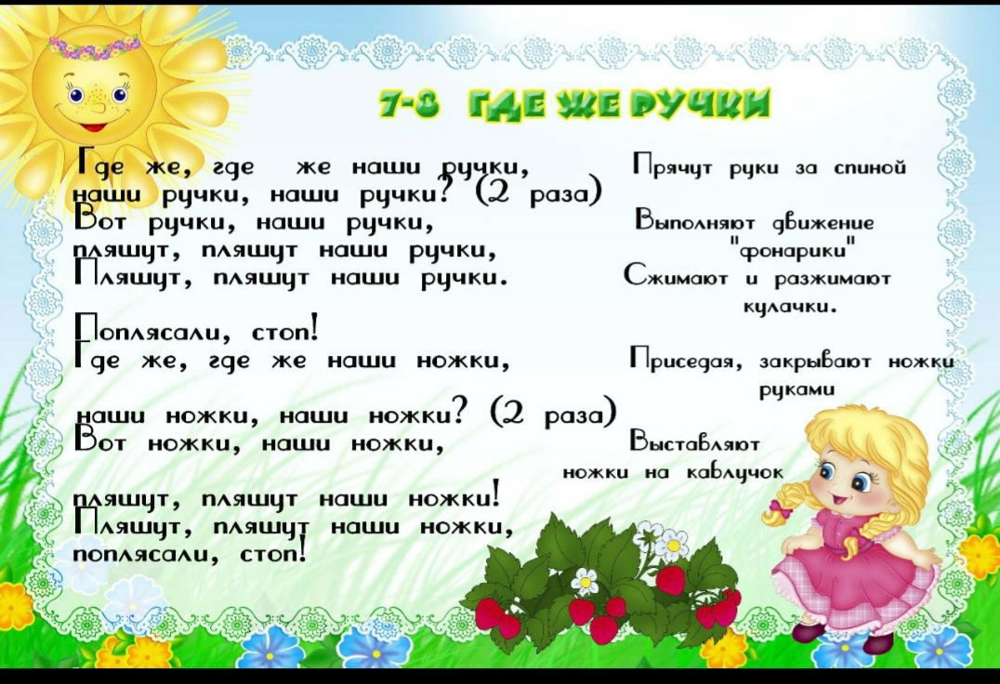 7-8 ГДЕ ЖЕ РУЧКИ
Где же, где же наши ручки,
наши ручки, наши ручки? (2 раза)
Вот ручки, наши ручки,
пляшут, пляшут наши ручки,
Пляшут, пляшут наши ручки.
Поплясали, стоп!
Где же, где же наши ножки,
наши ножки, наши ножки? (2 раза)
Вот ножки, наши ножки,
пляшут, пляшут наши ножки!
Пляшут, пляшут наши ножки,
поплясали, стоп!
Прячут руки за спиной
Выполняют движение
"фонарики"
Сжимают и разжимают
кулачки.
Приседая, закрывают ножки
руками
Выставляют
ножки на каблучок